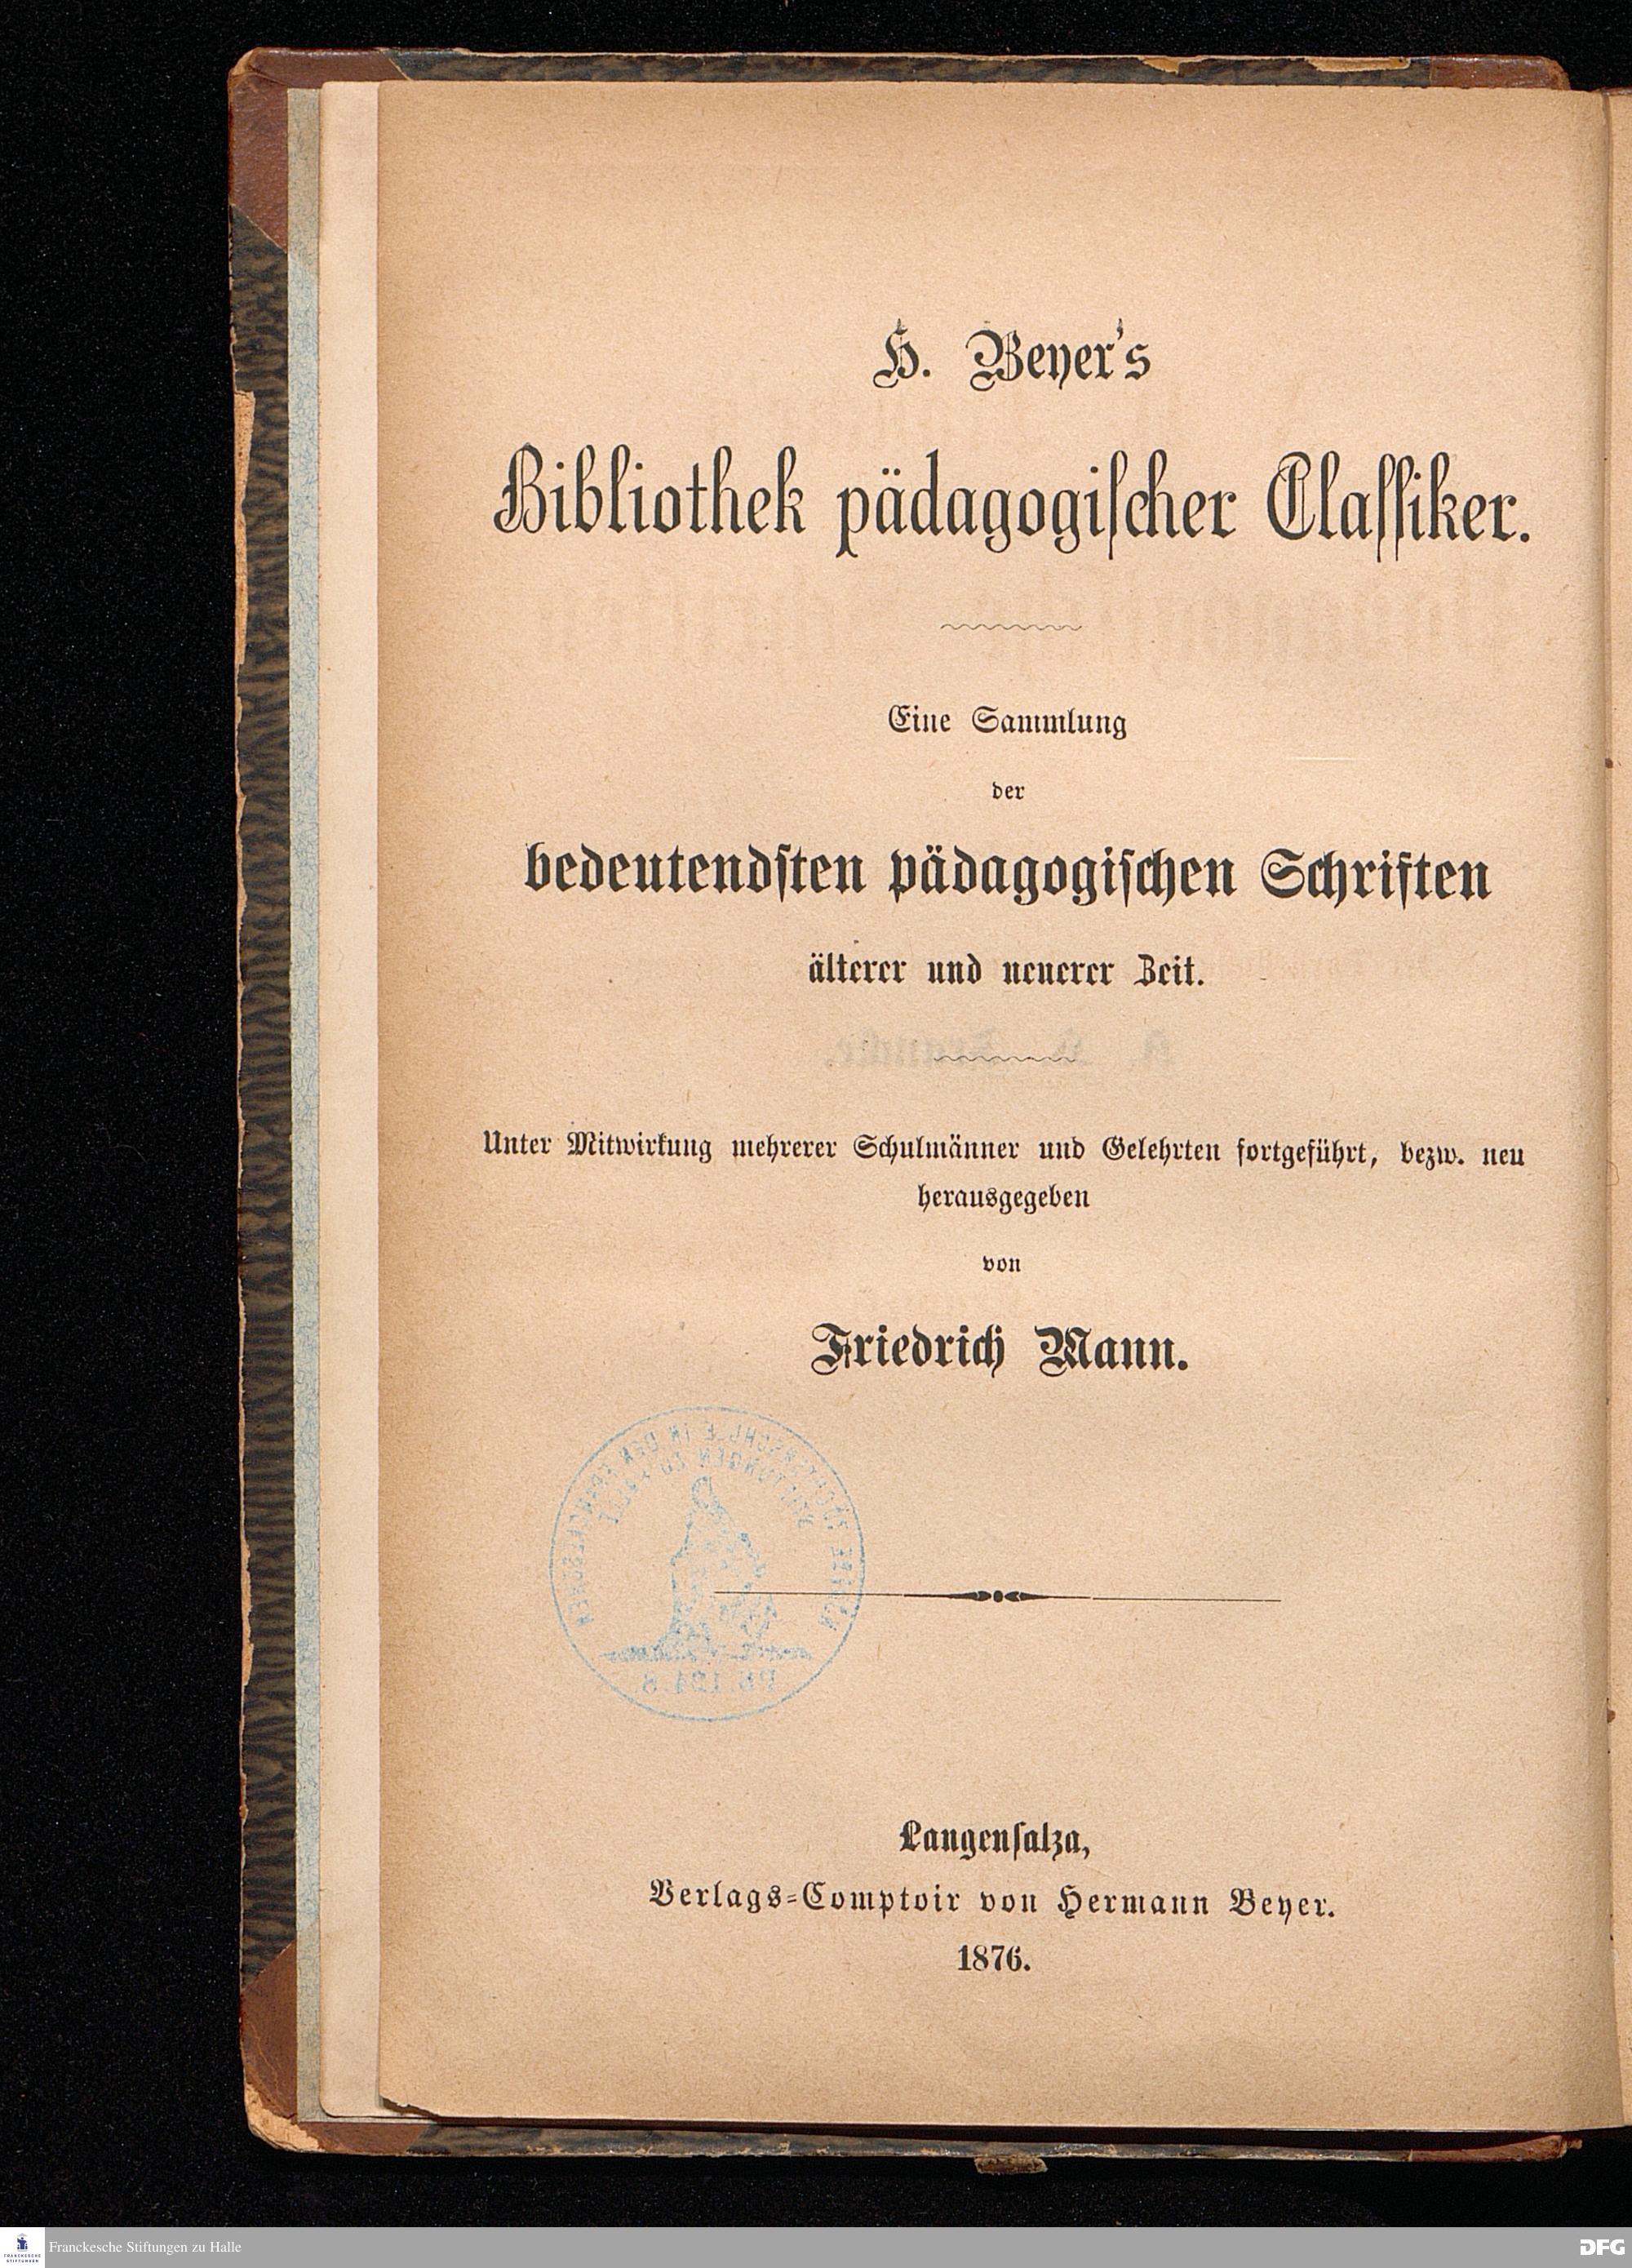 H. Beyer's
Bibliothek pädagogiſcher Claſſiker.
Eine Sammlung
der
bedeutendſten pädagogiſchen Schriften
älterer und neuerer Zeit.
Unter Mitwirkung mehrerer Schulmänner und Gelehrten fortgeführt, bezw. neu
herausgegeben
von
Friedrich Mann.
Langenſalza,
Verlags-Comptoir von Hermann Beyer.
1876.
FRANCKESCHE
STIFTUNGEN
Franckesche Stiftungen zu Halle
DFG